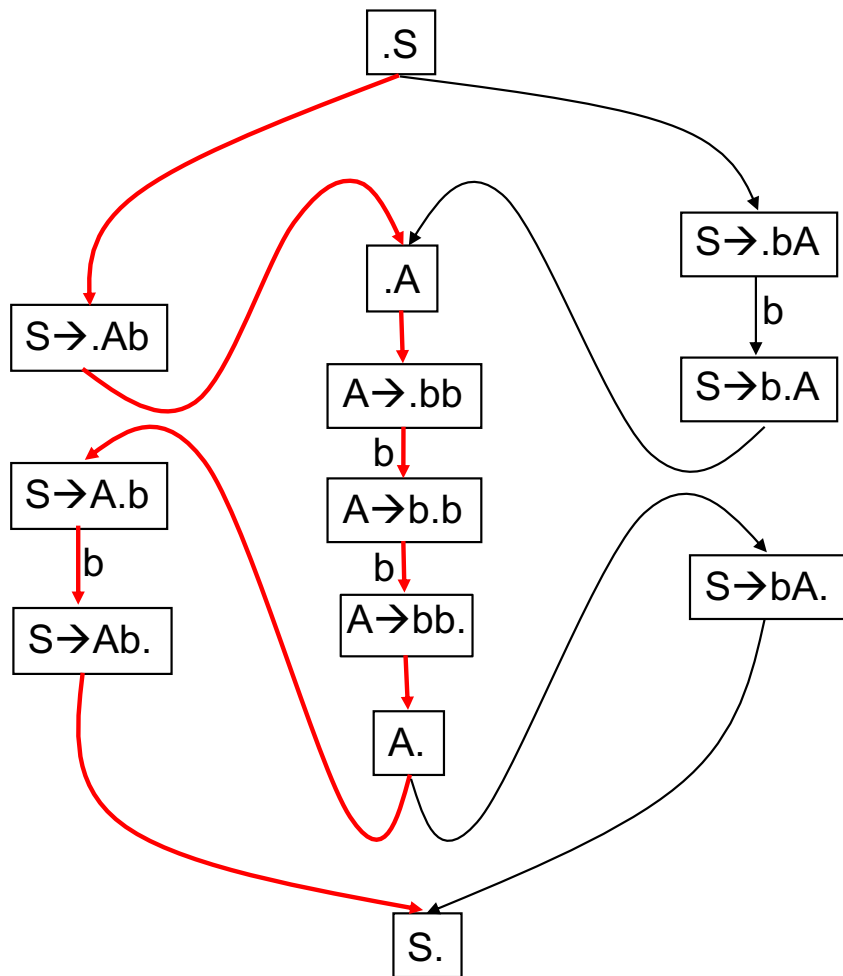 .S
S→.bA
.A
b
S→.Ab
A→.bb
S→b.A
b
S→A.b
A→b.b
b
b
S→bA.
S→Ab.
A→bb.
A.
S.